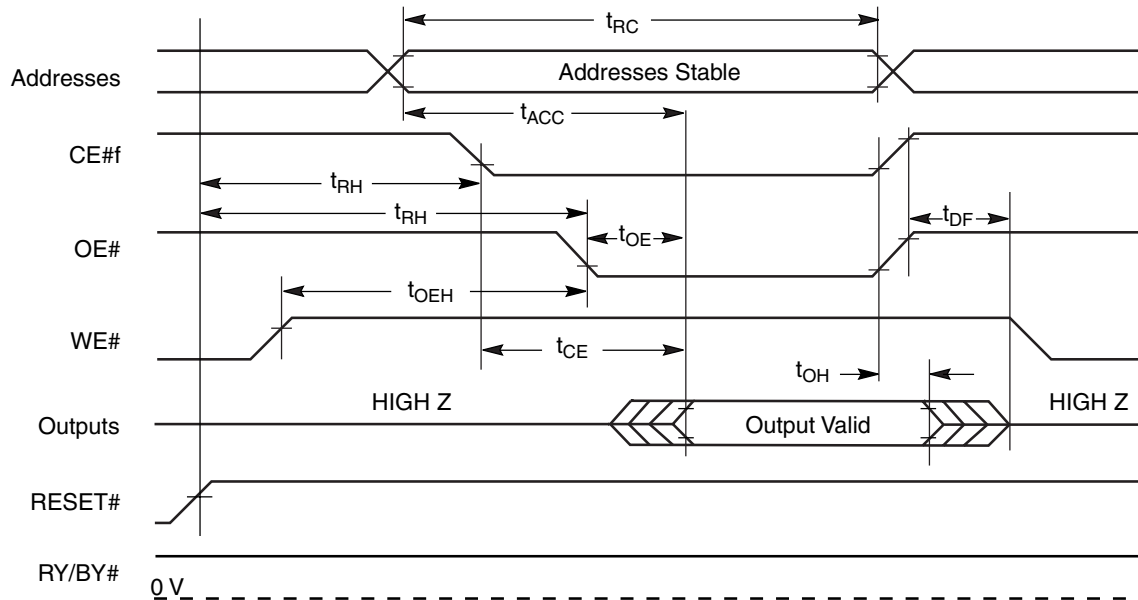 tRC
Addresses
Addresses Stable
tACC
CE#f
tRH
tRH
tOE
tDF
OE#
tOEH
WE#
tCE
tOH
HIGH Z
HIGH Z
Outputs
Output Valid
RESET#
RY/BY#
0 V